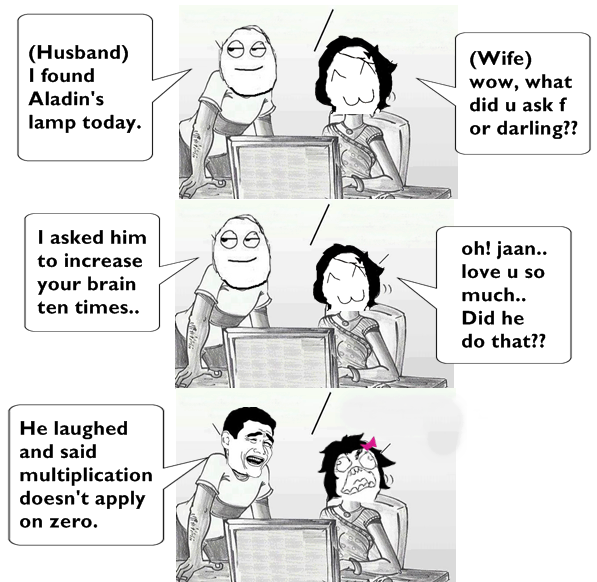 (Husband)
I found
Aladin's
lamp today.
(Wife)
wow, what
did u ask f
or darling??
I asked him
to increase
your brain
ten times..
oh! jaan..
love u so
much..
Did he
do that??
He laughed
and said
multiplication
doesn't apply
on zero.